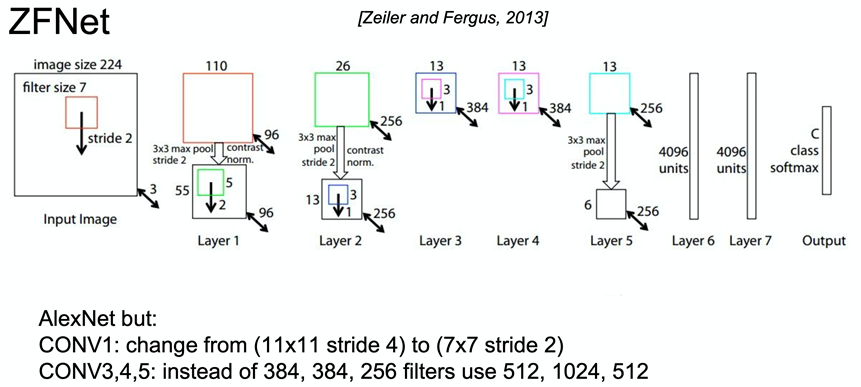 ZFNet
[Zeiler and Fergus, 2013]
image size 224
filter size 7
stride 2
3
Input Image
110
96
3x3 max pool
stride 2
contrast
norm.
55
5
2
96
Layer 1
26
256
3x3 max
pool
stride 2
contrast
norm.
13
3
1
256
Layer 2
13
3
1
384
Layer 3
13
3
1
384
Layer 4
13
256
3x3 max
pool
stride 2
6
256
Layer 5
4096
units
Layer 6
4096
units
Layer 7
C
class
softmax
Output
AlexNet but:
CONV1: change from (11x11 stride 4) to (7x7 stride 2)
CONV3,4,5: instead of 384, 384, 256 filters use 512, 1024, 512